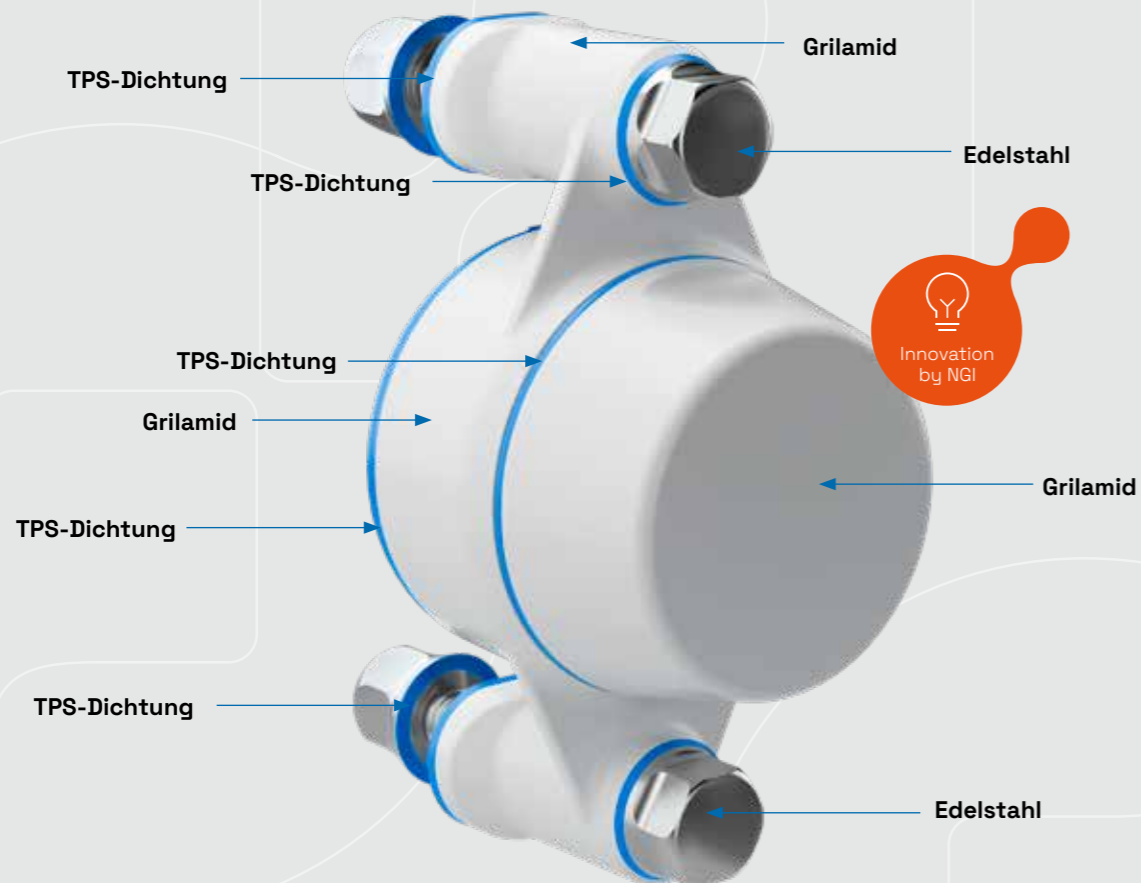 Grilamid
TPS-Dichtung
Edelstahl
TPS-Dichtung
Innovation
by NGI
TPS-Dichtung
Grilamid
Grilamid
TPS-Dichtung
TPS-Dichtung
Edelstahl